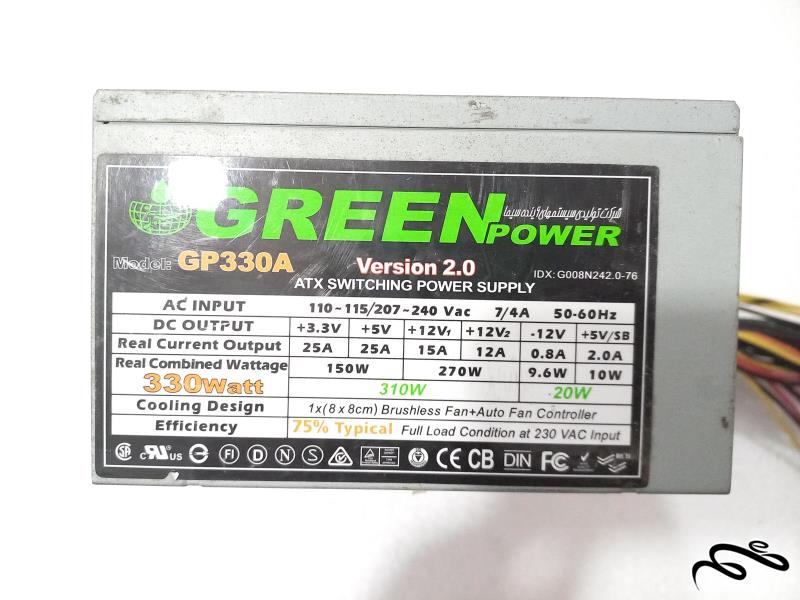 GREEN POWER
شرکت تولیدی سیستمهای زنده سیما
Model: GP330A Version 2.0 IDX: G008N242.0-76
ATX SWITCHING POWER SUPPLY
AC INPUT 110~115/207~240 Vac 7/4A 50-60Hz
DC OUTPUT +3.3V +5V +12V1 +12V2 -12V +5V/SB
Real Current Output 25A 25A 15A 12A 0.8A 2.0A
Real Combined Wattage 150W 270W 9.6W 10W
330Watt 310W 20W
Cooling Design 1x(8 x 8cm) Brushless Fan+Auto Fan Controller
Efficiency 75% Typical Full Load Condition at 230 VAC Input
c US FI D N S CE CB DIN FC